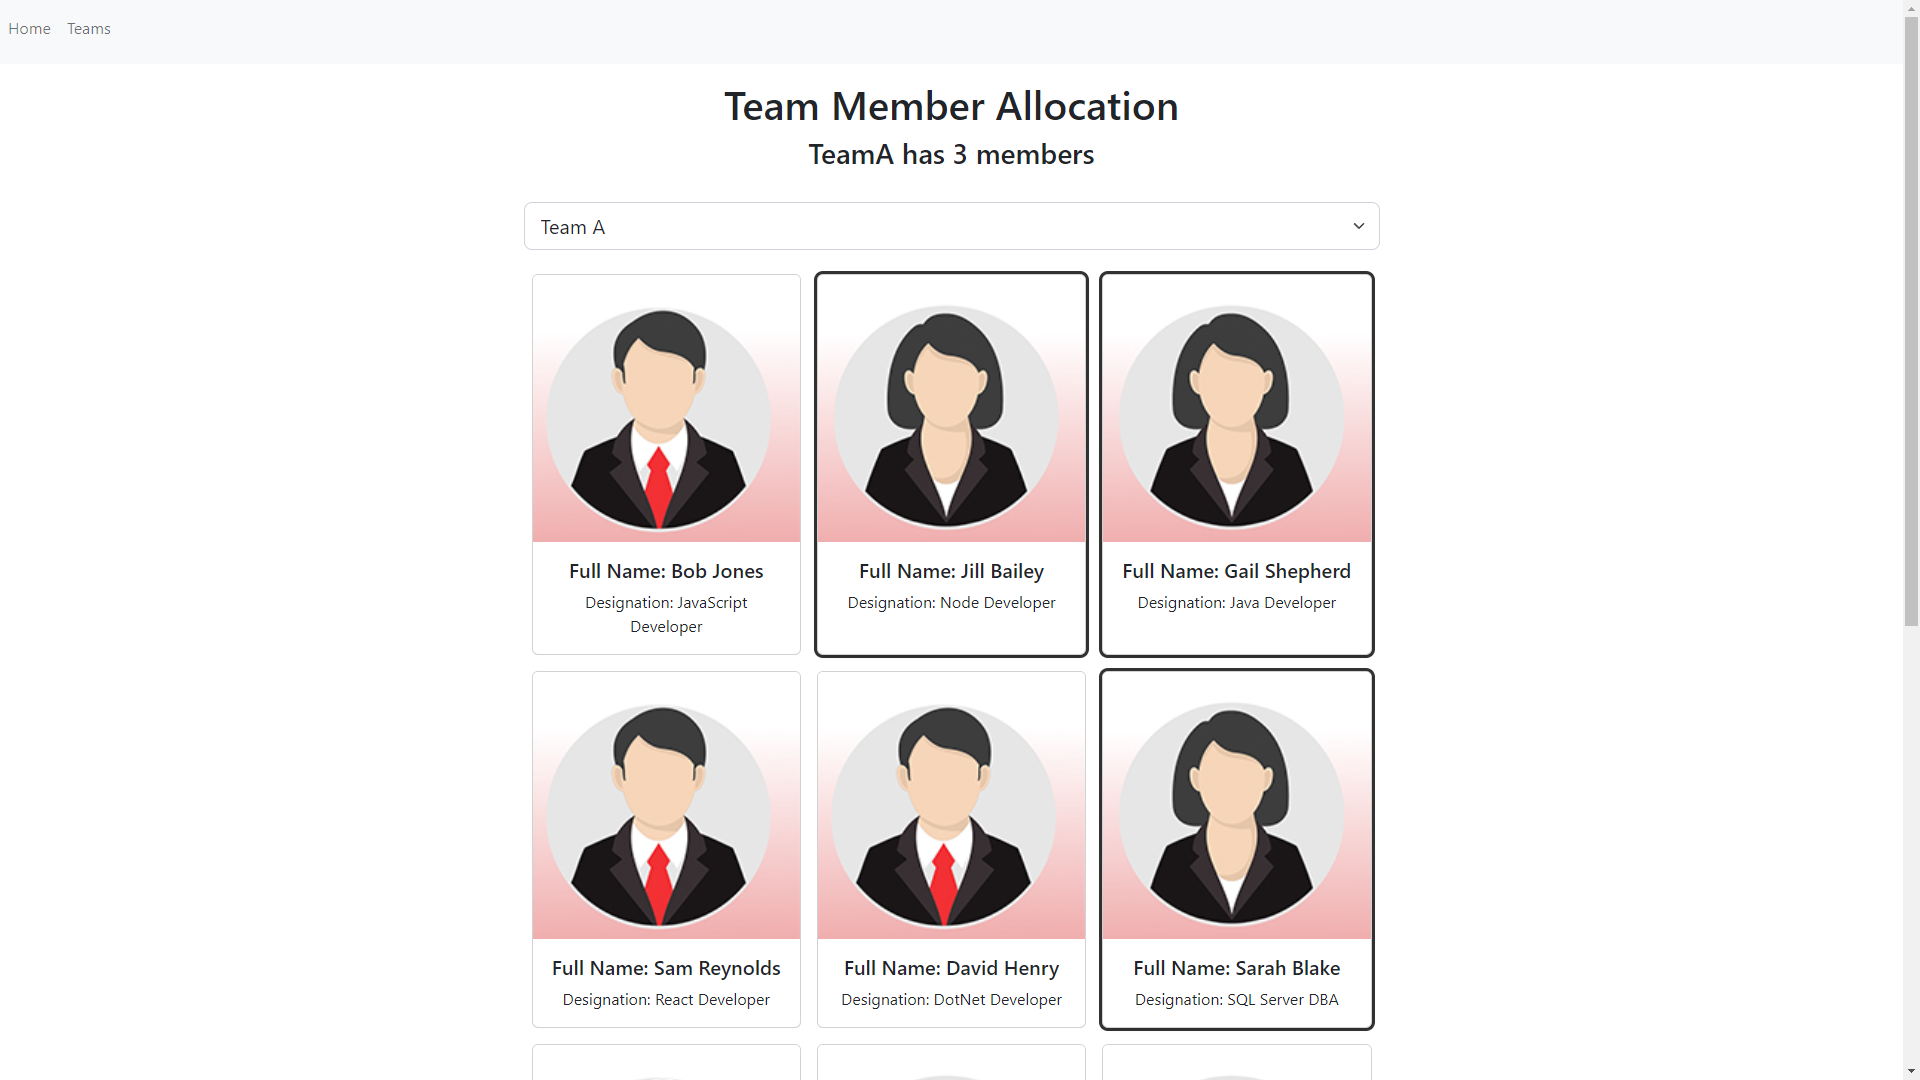 Home Teams
Team Member Allocation
TeamA has 3 members
Team A
Full Name: Bob Jones
Designation: JavaScript
Developer
Full Name: Jill Bailey
Designation: Node Developer
Full Name: Gail Shepherd
Designation: Java Developer
Full Name: Sam Reynolds
Designation: React Developer
Full Name: David Henry
Designation: DotNet Developer
Full Name: Sarah Blake
Designation: SQL Server DBA